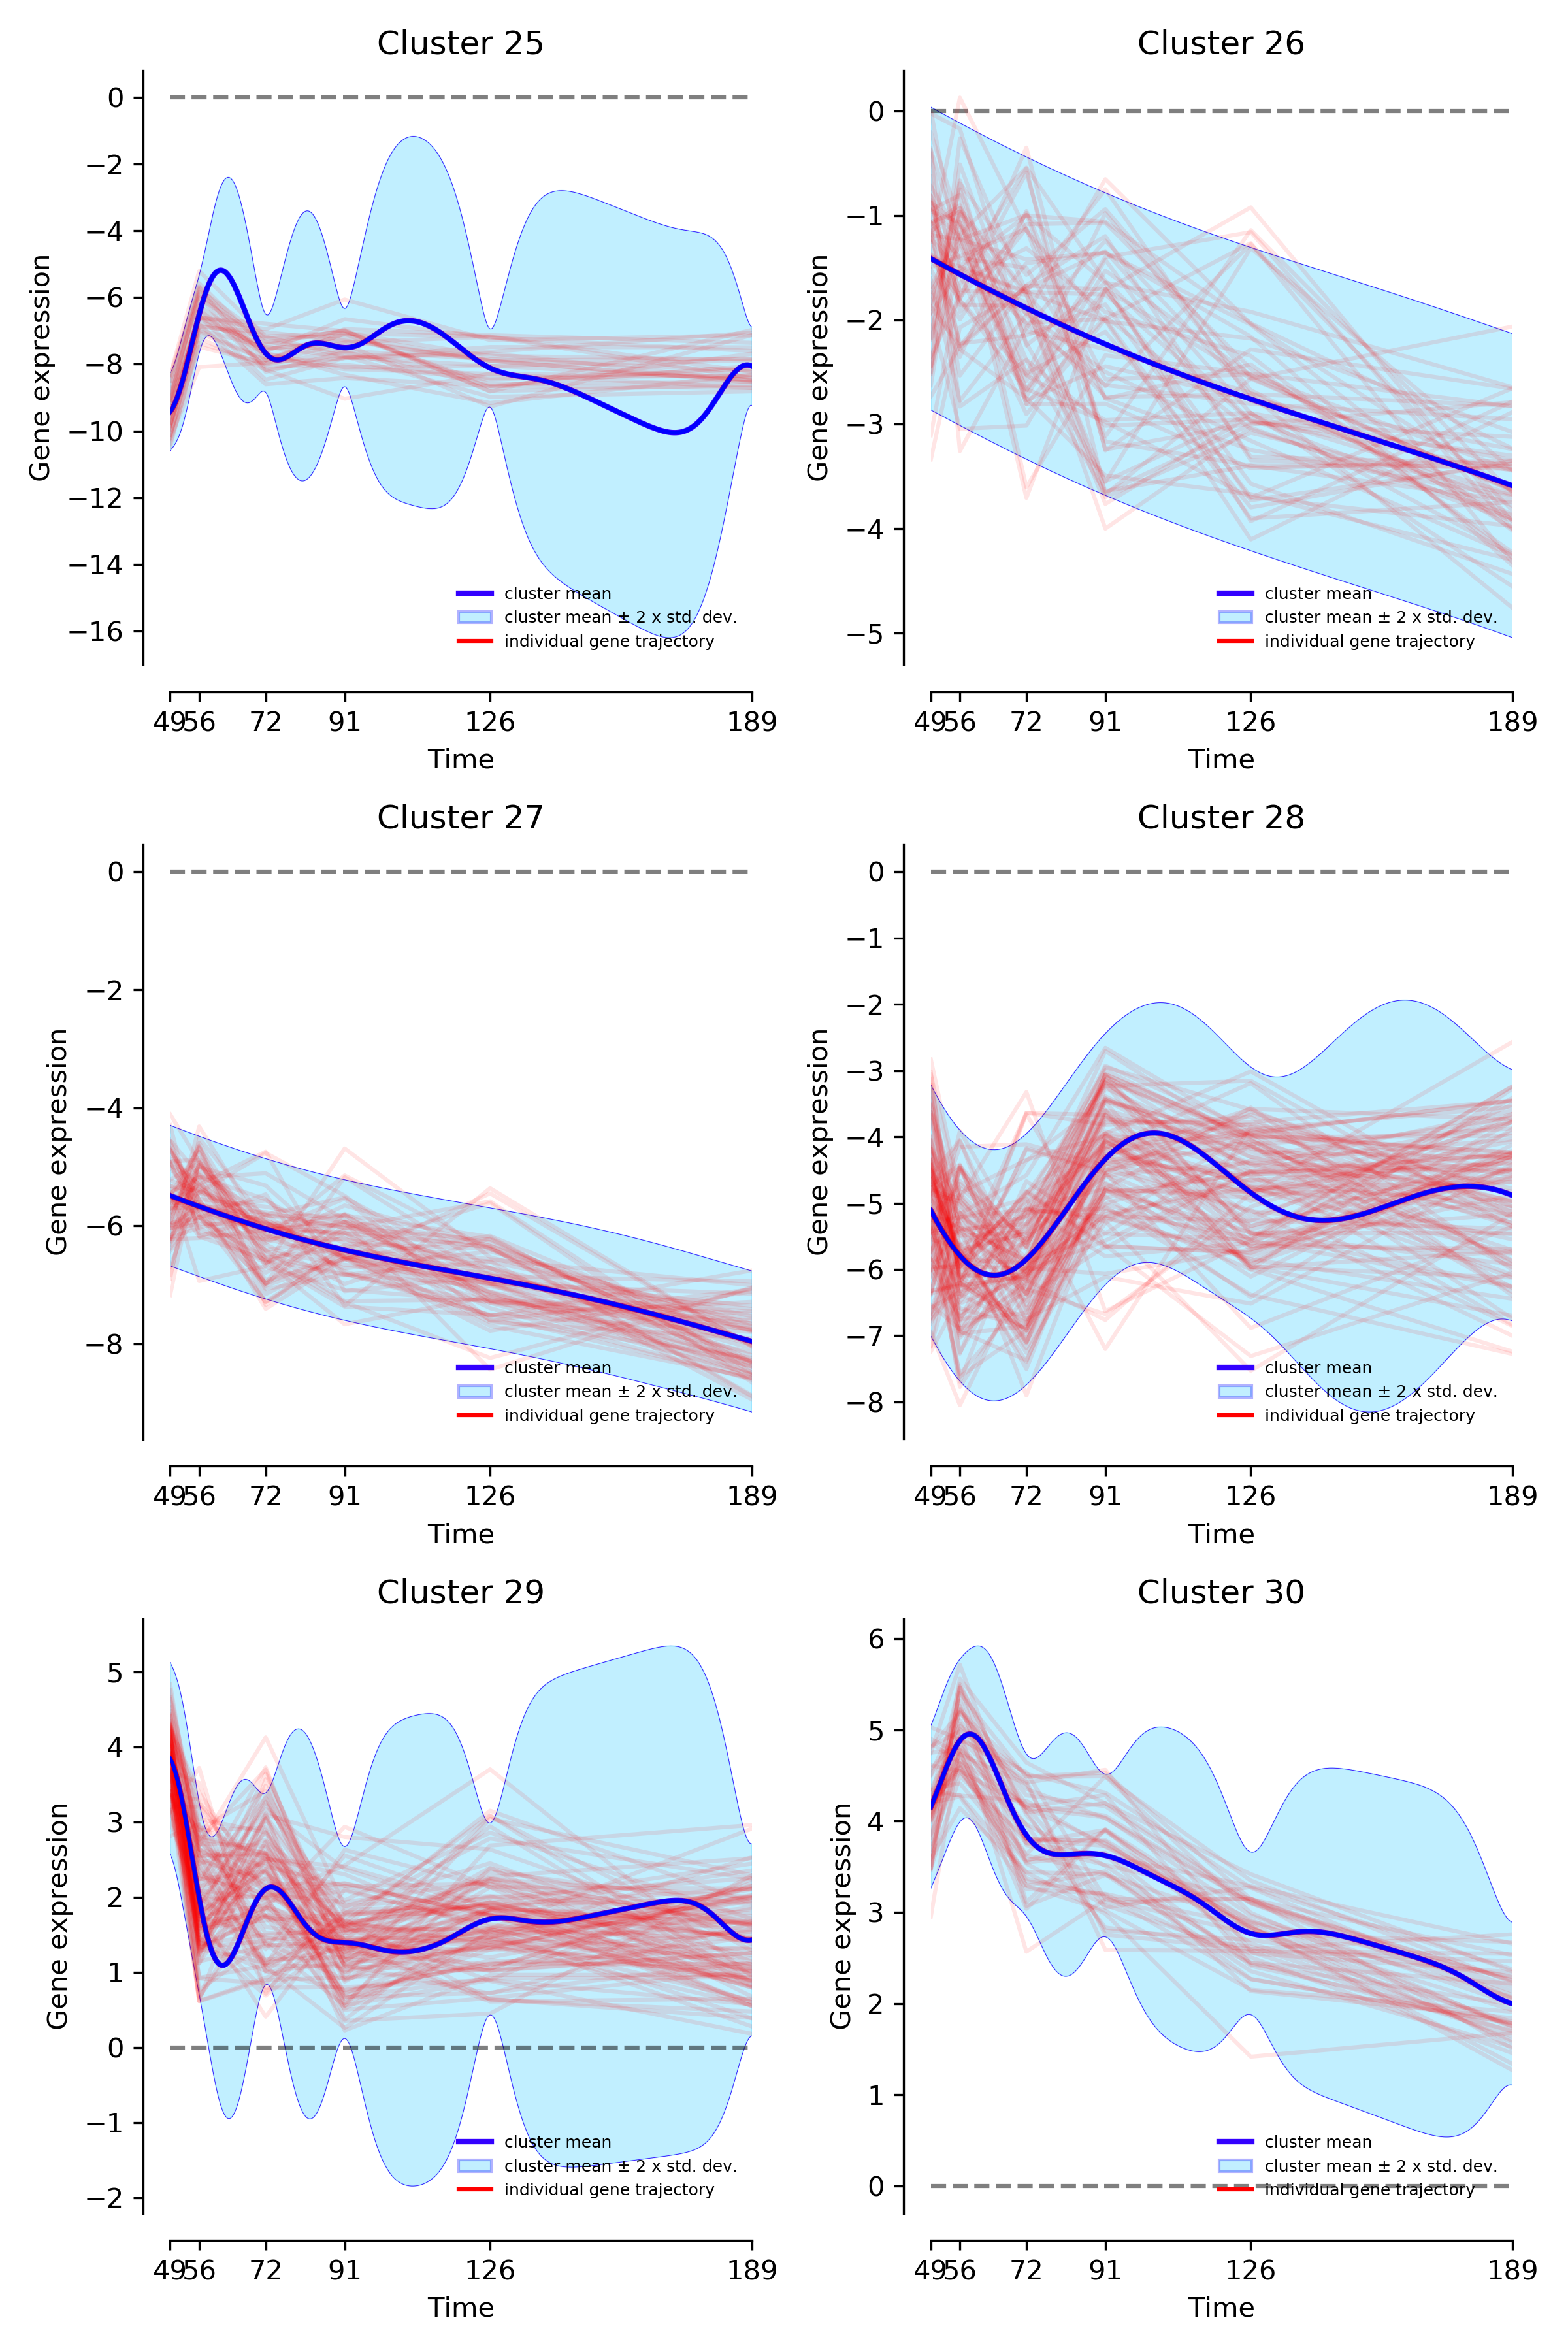 Cluster 25
Gene expression
0
−2
−4
−6
−8
−10
−12
−14
−16
cluster mean
cluster mean ± 2 x std. dev.
individual gene trajectory
49 56 72 91 126 189
Time
Cluster 26
Gene expression
0
−1
−2
−3
−4
−5
cluster mean
cluster mean ± 2 x std. dev.
individual gene trajectory
49 56 72 91 126 189
Time
Cluster 27
Gene expression
0
−2
−4
−6
−8
cluster mean
cluster mean ± 2 x std. dev.
individual gene trajectory
49 56 72 91 126 189
Time
Cluster 28
Gene expression
0
−1
−2
−3
−4
−5
−6
−7
−8
cluster mean
cluster mean ± 2 x std. dev.
individual gene trajectory
49 56 72 91 126 189
Time
Cluster 29
Gene expression
5
4
3
2
1
0
−1
−2
cluster mean
cluster mean ± 2 x std. dev.
individual gene trajectory
49 56 72 91 126 189
Time
Cluster 30
Gene expression
6
5
4
3
2
1
0
cluster mean
cluster mean ± 2 x std. dev.
individual gene trajectory
49 56 72 91 126 189
Time